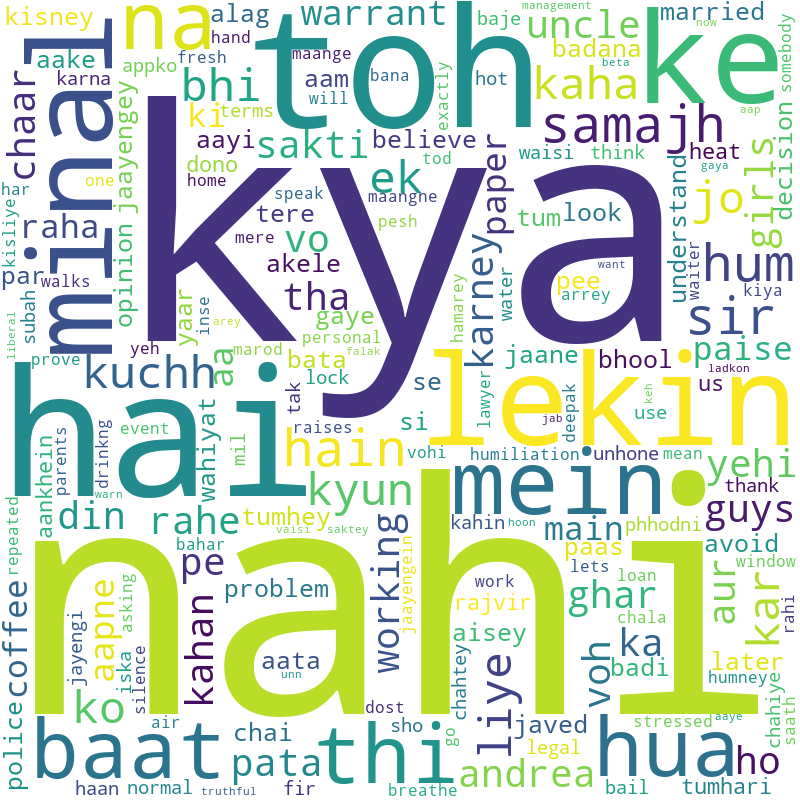 kisney
na
alag
warrant
baje
management
now
married
uncle
ke
aake
hand
fresh
maange
toh
badana
beta
somebody
karna
appko
bhi
aam
bana
hot
exactly
kaha
aap
chaar
minal
ki
terms
will
aayi
sakti
believe
samajh
dono
tod
waisi
think
heat
gaya
decision
har
one
jaayengey
home
kya
ek
maanghe
paper
girls
speak
tere
pesh
tum
look
understand
jo
kisliye
raha
mere
vo
akele
opinion
par
walks
inse
tha
karney
water
pee
arrey
want
waiter
hum
kiya
subah
yaar
gaye
hamarey
sir
liberal
arey
personal
prove
yeh
aa
marod
falak
bata
jaane
bhool
paise
ladkon
kuchh
lock
se
lawyer
deepak
use
us
keh
hai
tak
lekin
si
jab
parents
event
wahiyat
mil
raises
hain
vohi
humiliation
unhone
mean
yehi
drinkng
aankhein
warn
kyun
mein
thank
repeated
din
rahe
tumhey
kahin
hoon
main
phhodni
guys
vaisi
saktey
working
bahar
pe
nahi
lets
paas
avoid
window
asking
problem
jaayengein
work
loan
aur
kar
rahi
coffee
jayengi
aapne
kahan
rajvir
ghar
chala
aata
aisey
voh
ka
iska
silence
unn
liye
chahtey
badi
later
humney
police
ko
dost
go
javed
stressed
aaye
chahiye
saath
air
chai
sho
baat
pata
thi
legal
hua
ho
haan
normal
truthful
fir
breathe
andrea
bail
tumhari